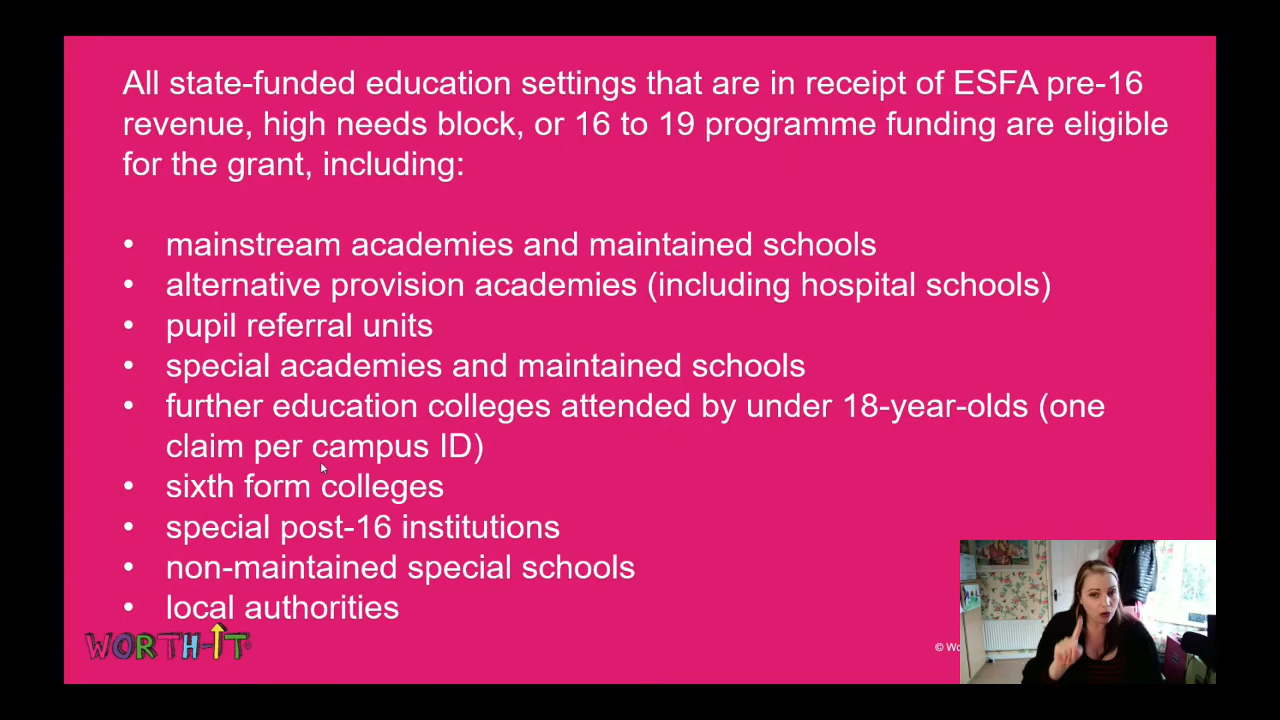 All state-funded education settings that are in receipt of ESFA pre-16
revenue, high needs block, or 16 to 19 programme funding are eligible
for the grant, including:
• mainstream academies and maintained schools
• alternative provision academies (including hospital schools)
• pupil referral units
• special academies and maintained schools
• further education colleges attended by under 18-year-olds (one
claim per campus ID)
• sixth form colleges
• special post-16 institutions
• non-maintained special schools
• local authorities
WORTH-IT
©